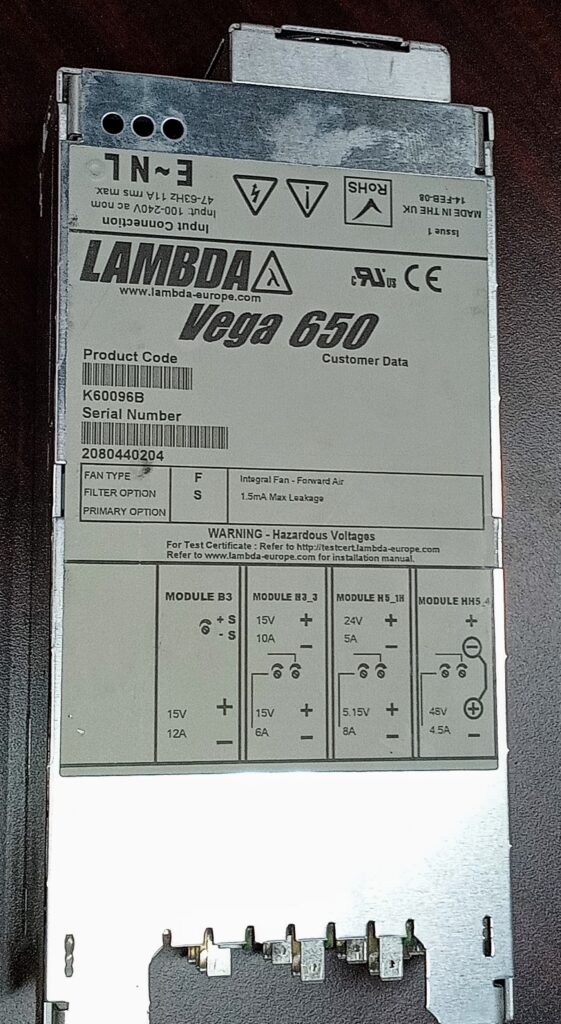 E~NL
Input Connection
Input: 100-240V ac nom
47-63Hz 11A rms max
RoHS
Issue 1
MADE IN THE UK
14-FEB-08
LAMBDA λ
www.lambda-europe.com
c RU us CE
Vega 650
Product Code
Customer Data
K60096B
Serial Number
2080440204
FAN TYPE F Integral Fan - Forward Air
FILTER OPTION S 1.5mA Max Leakage
PRIMARY OPTION
WARNING - Hazardous Voltages
For Test Certificate : Refer to http://testcert.lambda-europe.com
Refer to www.lambda-europe.com for installation manual.
MODULE B3
+ S
- S
15V +
12A -
MODULE H3_3
15V +
10A -
15V +
6A -
MODULE H5_1H
24V +
5A -
5.15V +
8A -
MODULE HH5_4
+
-
48V +
4.5A -